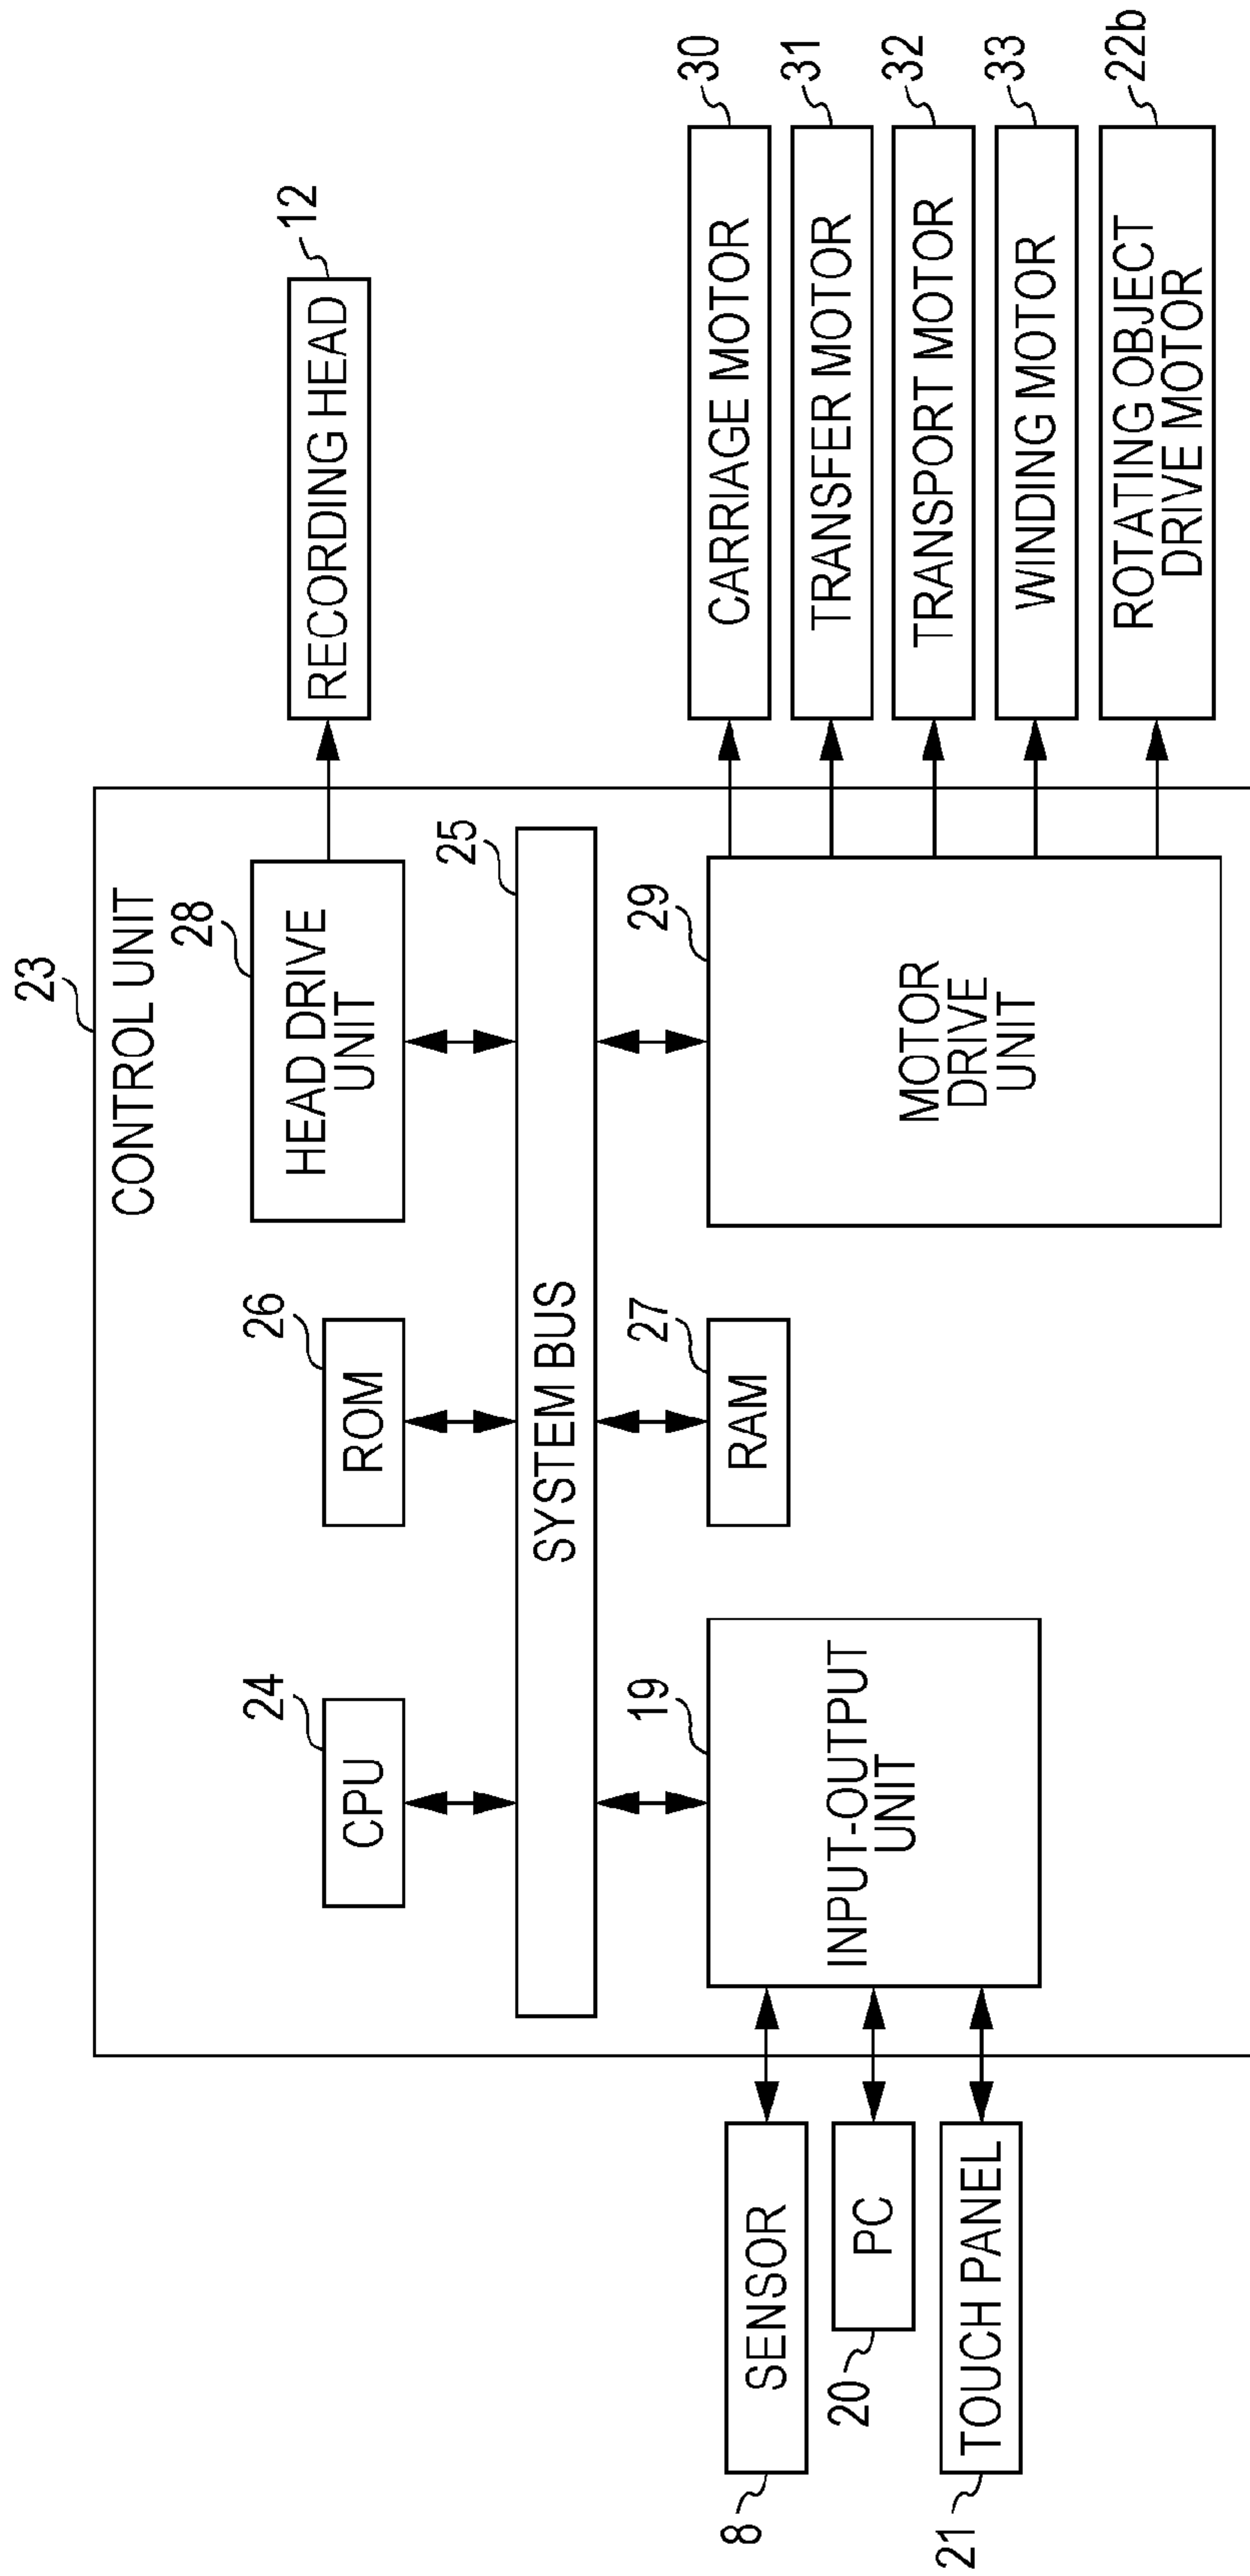 23
CONTROL UNIT
24
CPU
26
ROM
28
HEAD DRIVE
UNIT
12
RECORDING HEAD
25
SYSTEM BUS
8
SENSOR
20
PC
21
TOUCH PANEL
19
INPUT-OUTPUT
UNIT
27
RAM
29
MOTOR
DRIVE
UNIT
CARRIAGE MOTOR
30
TRANSFER MOTOR
31
TRANSPORT MOTOR
32
WINDING MOTOR
33
ROTATING OBJECT
DRIVE MOTOR
22b